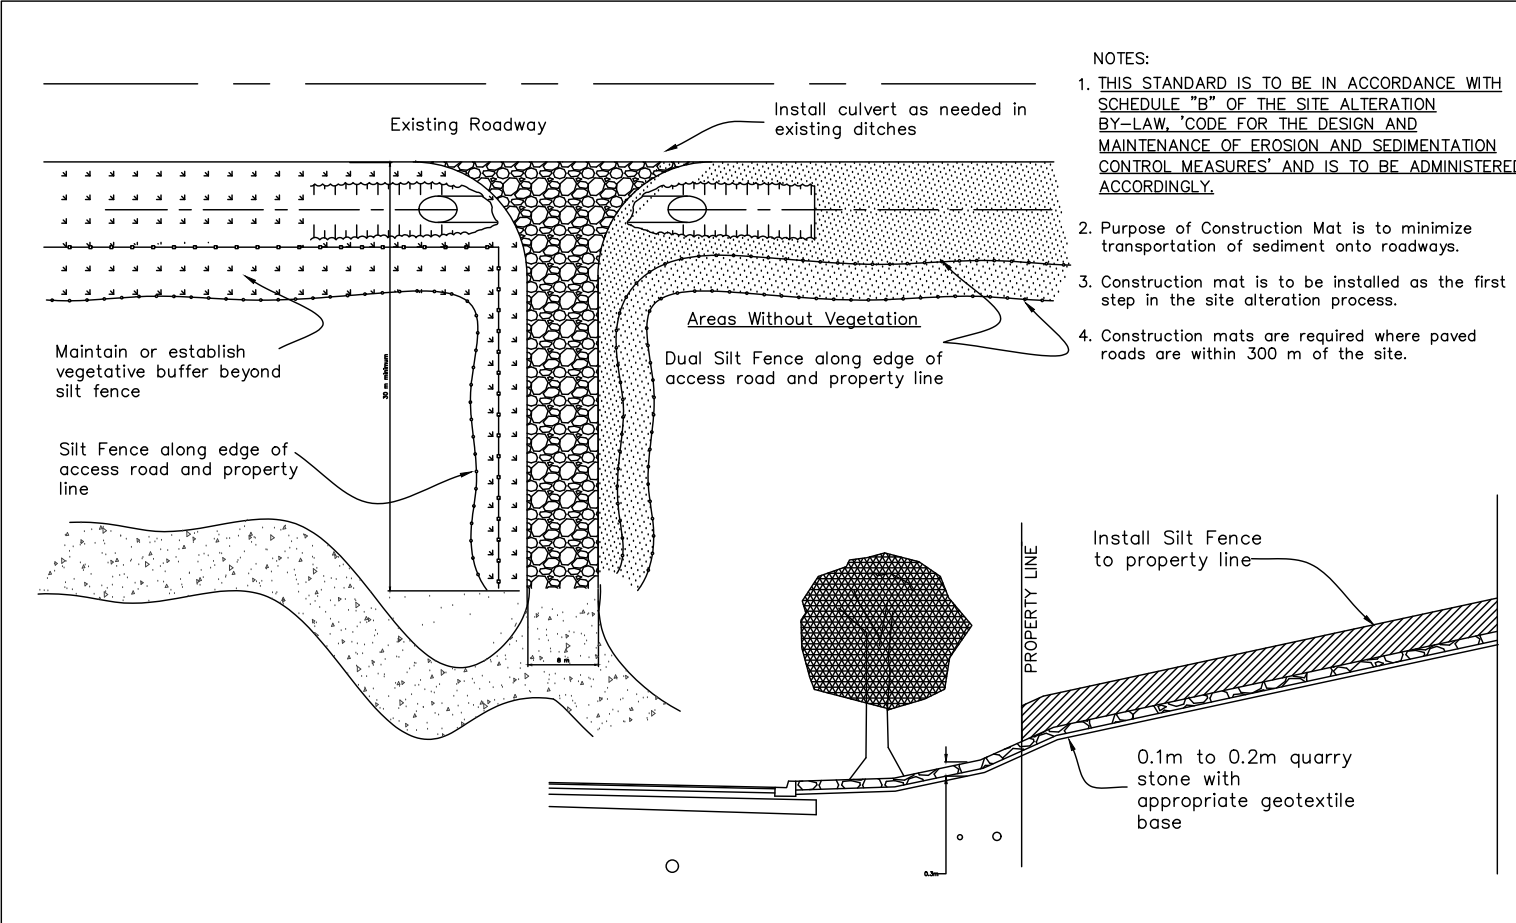 NOTES:
1. THIS STANDARD IS TO BE IN ACCORDANCE WITH
SCHEDULE "B" OF THE SITE ALTERATION
BY-LAW, 'CODE FOR THE DESIGN AND
MAINTENANCE OF EROSION AND SEDIMENTATION
CONTROL MEASURES' AND IS TO BE ADMINISTERED
ACCORDINGLY.
2. Purpose of Construction Mat is to minimize
transportation of sediment onto roadways.
3. Construction mat is to be installed as the first
step in the site alteration process.
4. Construction mats are required where paved
roads are within 300 m of the site.
Existing Roadway
Install culvert as needed in
existing ditches
Areas Without Vegetation
Dual Silt Fence along edge of
access road and property line
Maintain or establish
vegetative buffer beyond
silt fence
30 m minimum
Silt Fence along edge of
access road and property
line
8 m
PROPERTY LINE
Install Silt Fence
to property line
0.1m to 0.2m quarry
stone with
appropriate geotextile
base
0.3m